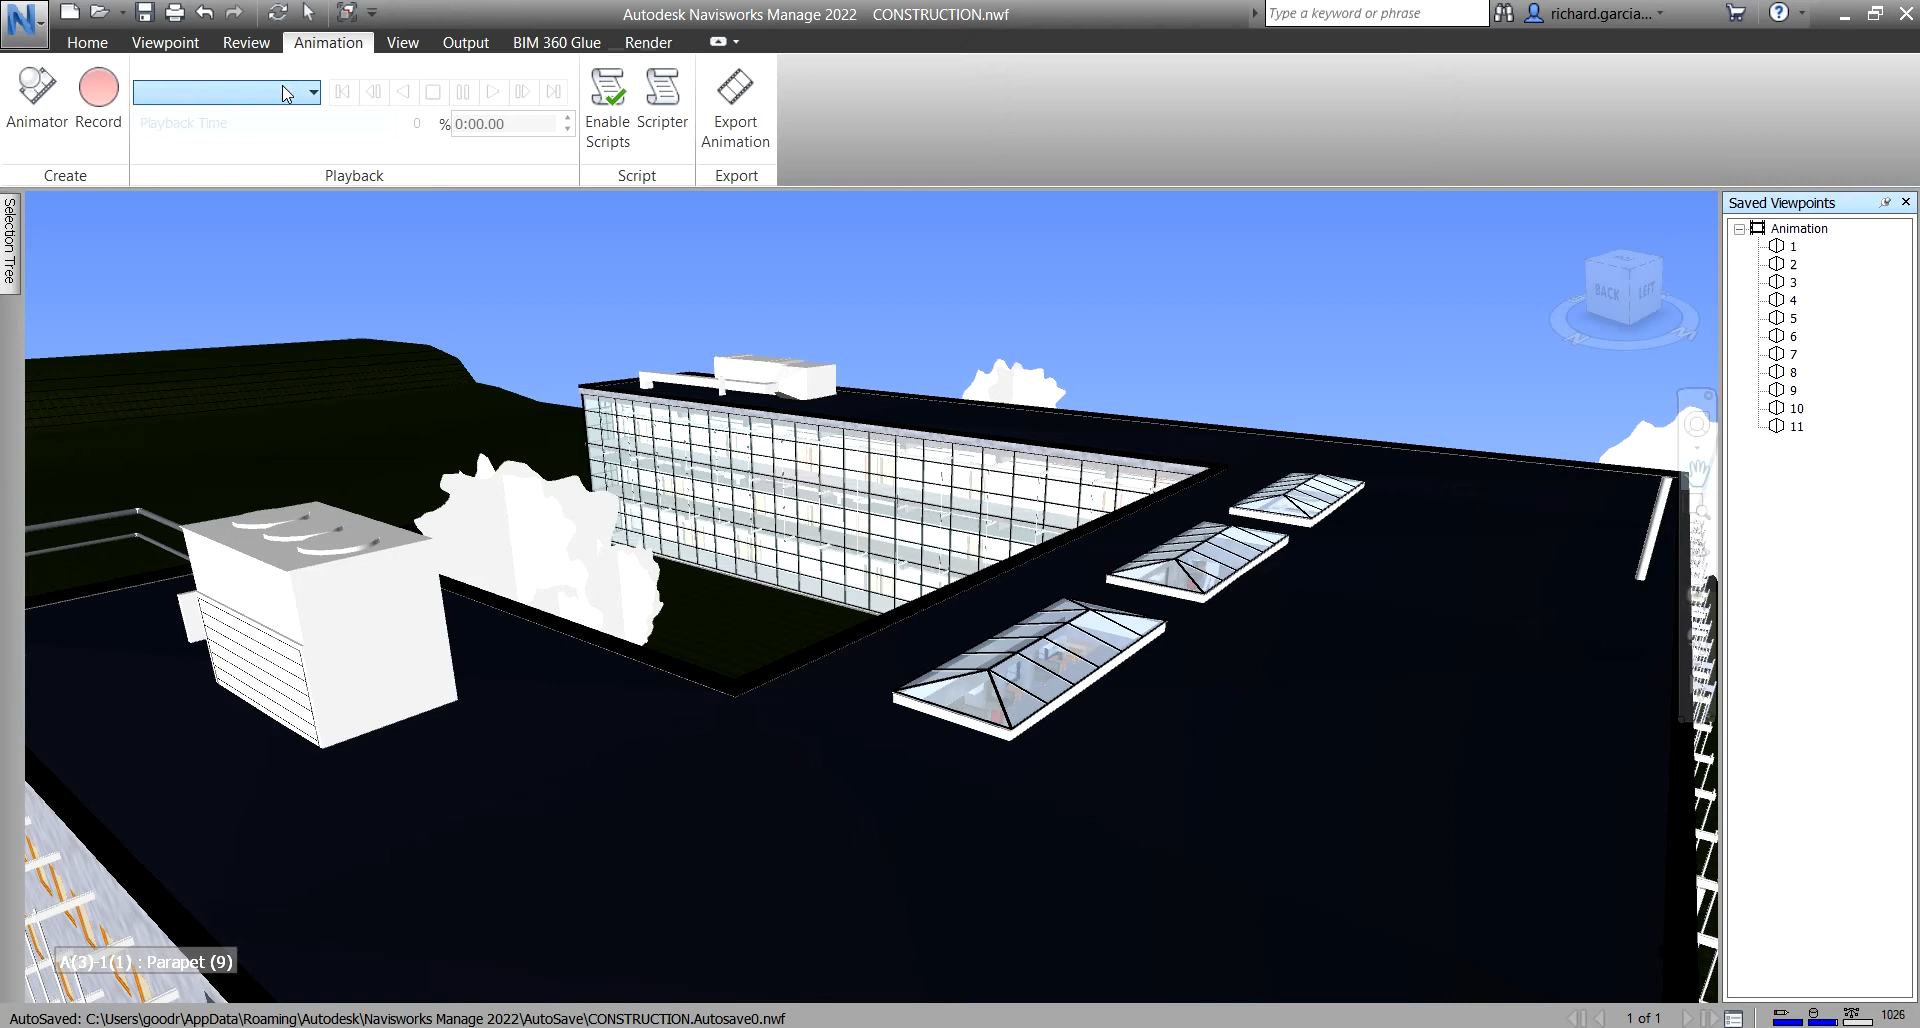 Autodesk Navisworks Manage 2022 CONSTRUCTION.nwf
Type a keyword or phrase
richard.garcia...
Home Viewpoint Review Animation View Output BIM 360 Glue Render
Animator Record
Playback Time 0 % 0:00.00
Enable Scripts
Scripter
Export Animation
Create Playback Script Export
Selection Tree
Saved Viewpoints
Animation
1
2
3
4
5
6
7
8
9
10
11
BACK LEFT
N
A(3)-1(1) : Parapet (9)
AutoSaved: C:\Users\goodr\AppData\Roaming\Autodesk\Navisworks Manage 2022\AutoSave\CONSTRUCTION.Autosave0.nwf
1 of 1
1026